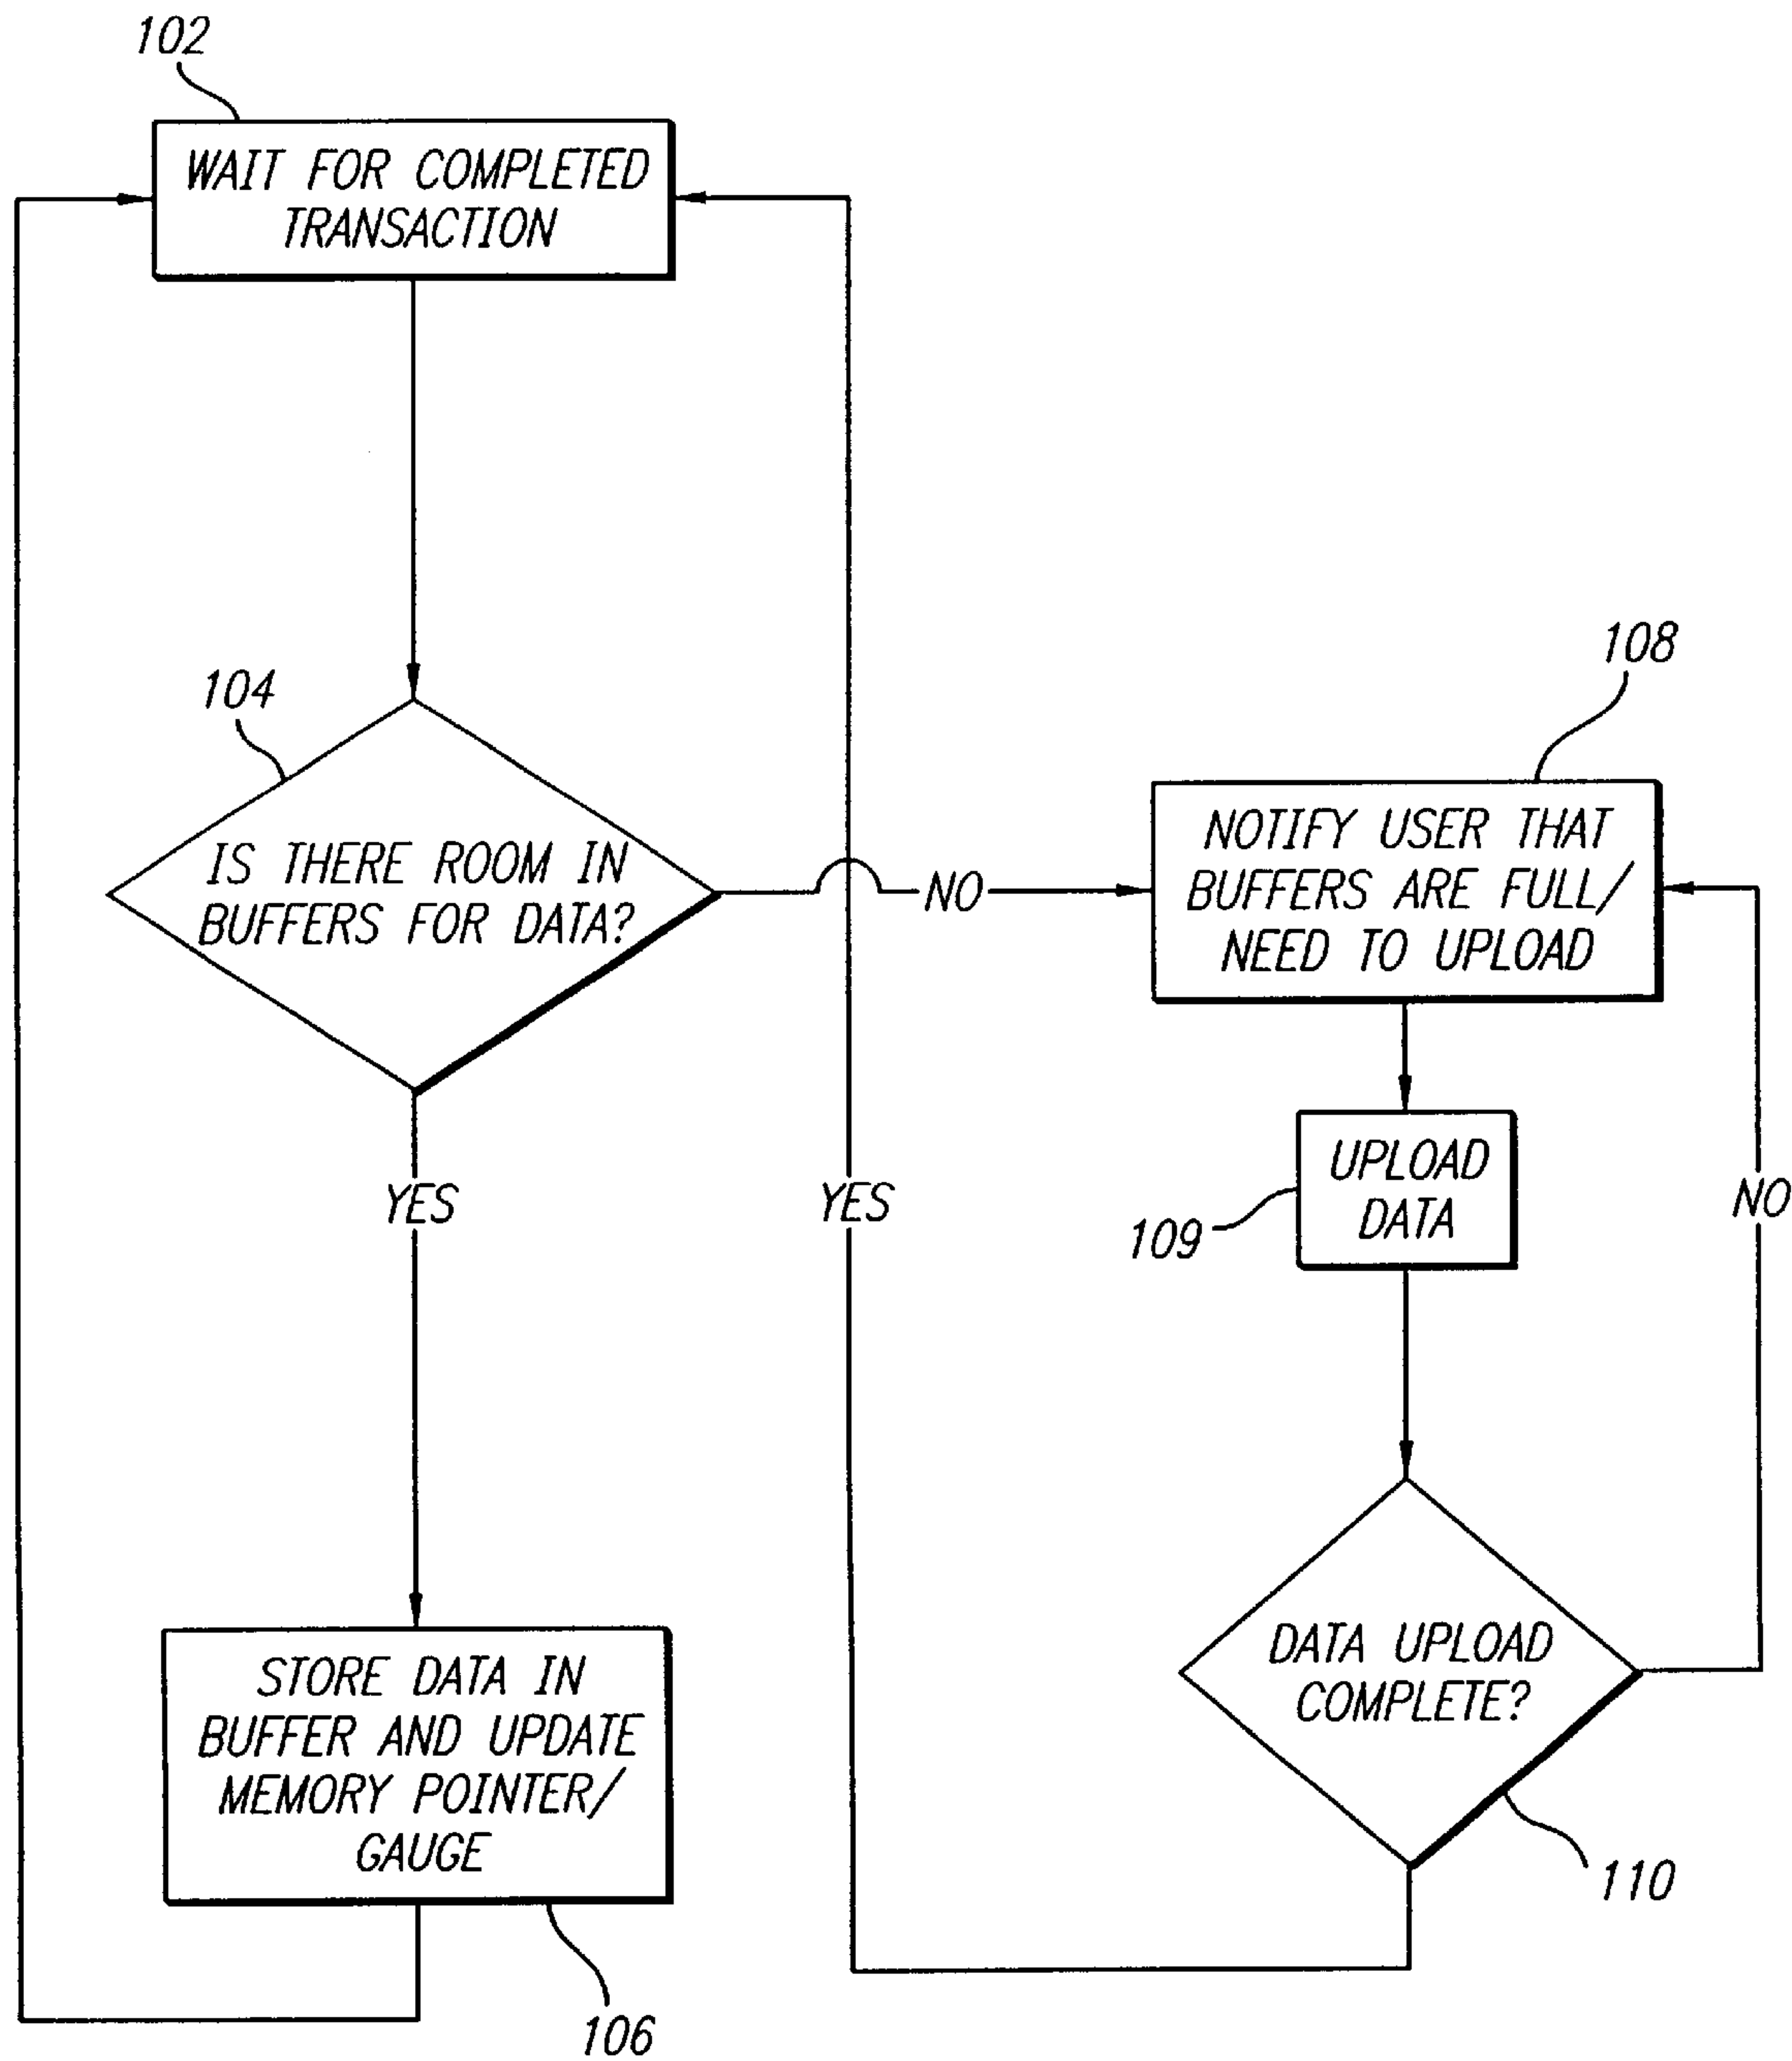 102
WAIT FOR COMPLETED
TRANSACTION
104
IS THERE ROOM IN
BUFFERS FOR DATA?
NO
108
NOTIFY USER THAT
BUFFERS ARE FULL/
NEED TO UPLOAD
YES
YES
109
UPLOAD
DATA
NO
STORE DATA IN
BUFFER AND UPDATE
MEMORY POINTER/
GAUGE
106
DATA UPLOAD
COMPLETE?
110